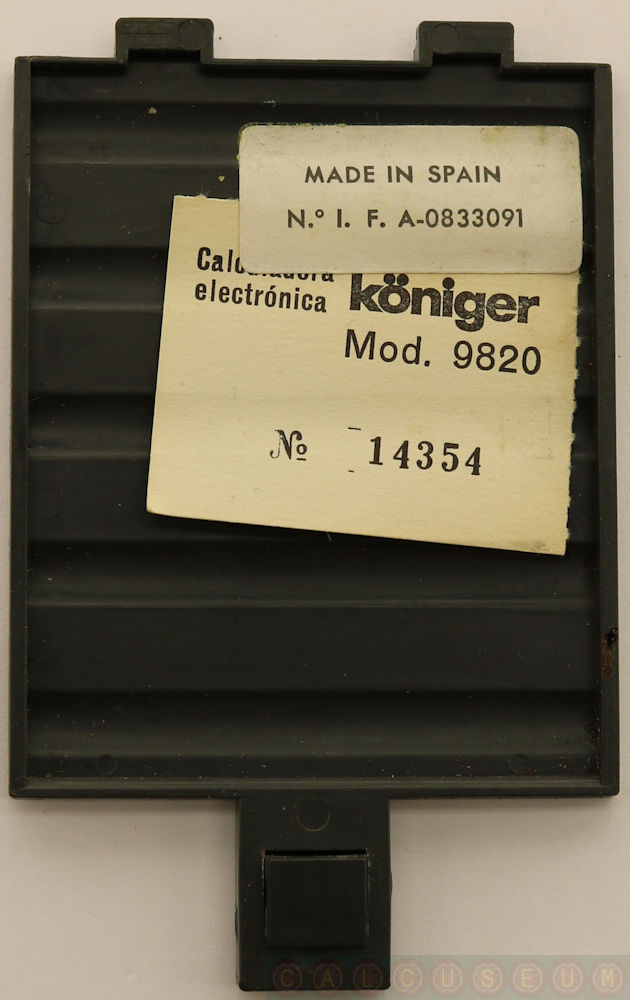 MADE IN SPAIN
N.º I. F. A-0833091
Calculadora
electrónica
königer
Mod. 9820
№ 14354
CALCUSEUM